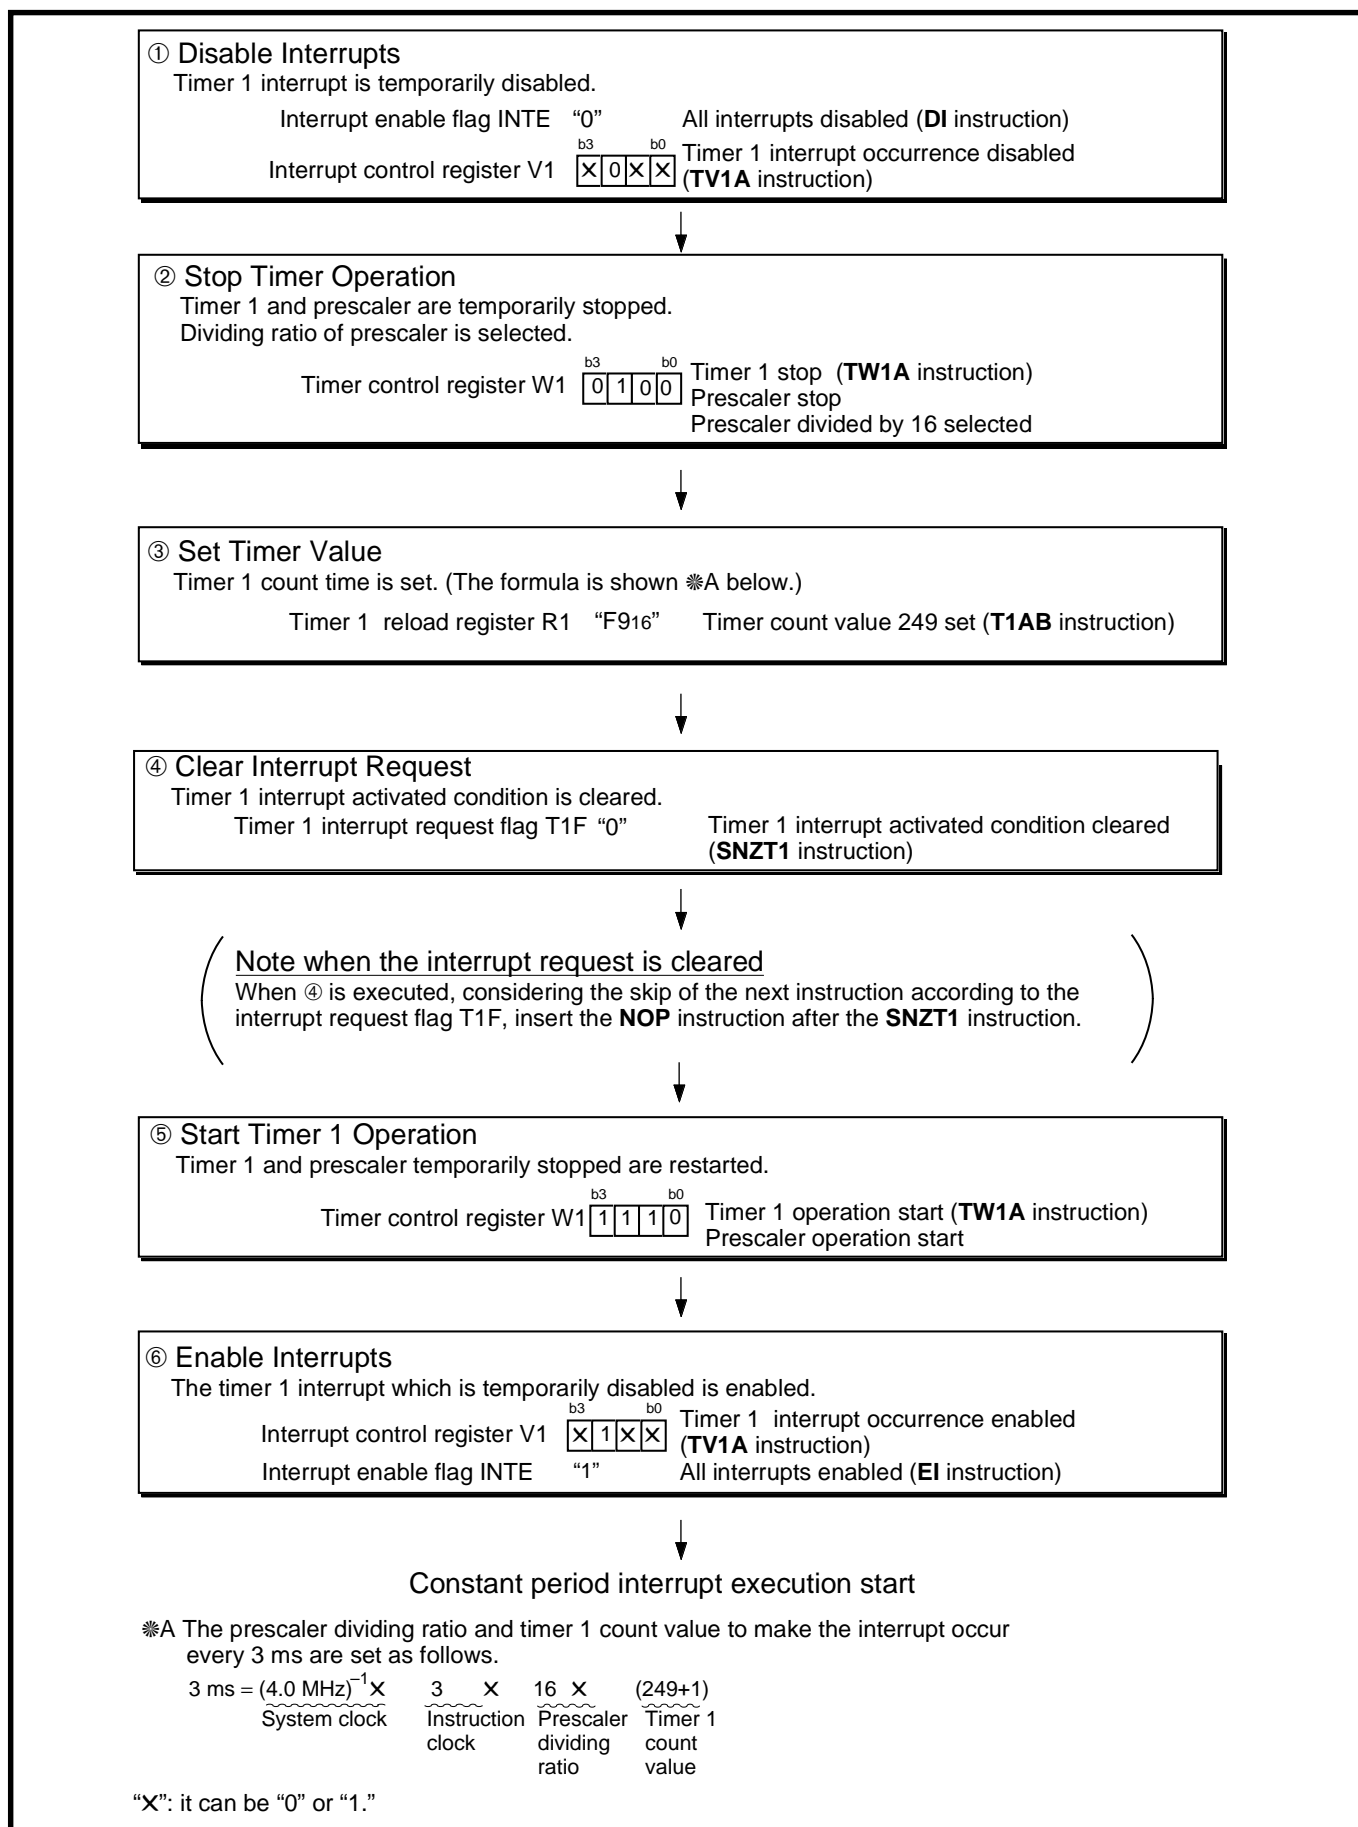 ① Disable Interrupts
Timer 1 interrupt is temporarily disabled.
Interrupt enable flag INTE “0” All interrupts disabled (DI instruction)
b3 b0
Interrupt control register V1 ✕ 0 ✕ ✕ Timer 1 interrupt occurrence disabled
(TV1A instruction)
② Stop Timer Operation
Timer 1 and prescaler are temporarily stopped.
Dividing ratio of prescaler is selected.
b3 b0
Timer control register W1 0 1 0 0 Timer 1 stop (TW1A instruction)
Prescaler stop
Prescaler divided by 16 selected
③ Set Timer Value
Timer 1 count time is set. (The formula is shown ❊A below.)
Timer 1 reload register R1 “F916” Timer count value 249 set (T1AB instruction)
④ Clear Interrupt Request
Timer 1 interrupt activated condition is cleared.
Timer 1 interrupt request flag T1F “0” Timer 1 interrupt activated condition cleared
(SNZT1 instruction)
Note when the interrupt request is cleared
When ④ is executed, considering the skip of the next instruction according to the
interrupt request flag T1F, insert the NOP instruction after the SNZT1 instruction.
⑤ Start Timer 1 Operation
Timer 1 and prescaler temporarily stopped are restarted.
b3 b0
Timer control register W1 1 1 1 0 Timer 1 operation start (TW1A instruction)
Prescaler operation start
⑥ Enable Interrupts
The timer 1 interrupt which is temporarily disabled is enabled.
b3 b0
Interrupt control register V1 ✕ 1 ✕ ✕ Timer 1 interrupt occurrence enabled
(TV1A instruction)
Interrupt enable flag INTE “1” All interrupts enabled (EI instruction)
Constant period interrupt execution start
❊A The prescaler dividing ratio and timer 1 count value to make the interrupt occur
every 3 ms are set as follows.
3 ms = (4.0 MHz)–1 ✕ 3 ✕ 16 ✕ (249+1)
System clock Instruction Prescaler Timer 1
clock dividing count
ratio value
“✕”: it can be “0” or “1.”